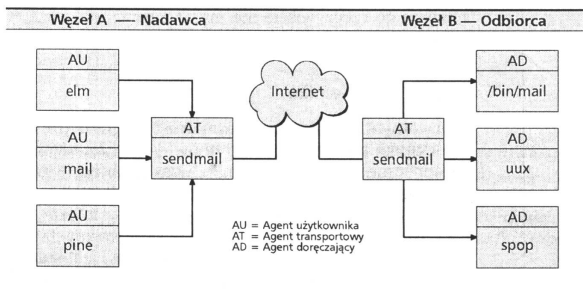 Węzeł A — Nadawca
Węzeł B — Odbiorca
AU
elm
AU
mail
AU
pine
AT
sendmail
Internet
AT
sendmail
AD
/bin/mail
AD
uux
AD
spop
AU = Agent użytkownika
AT = Agent transportowy
AD = Agent doręczający